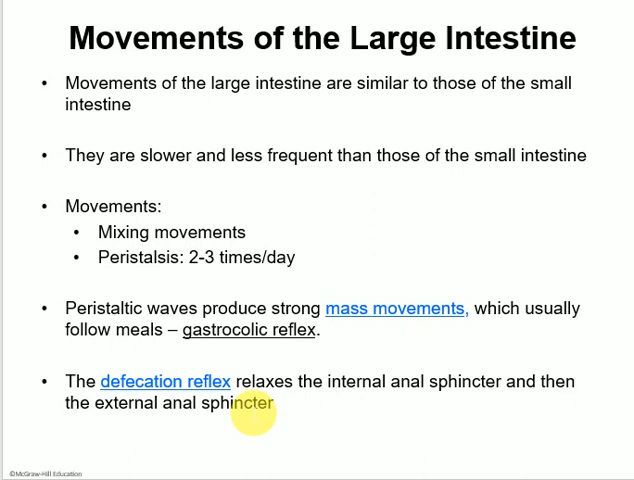 Movements of the Large Intestine
• Movements of the large intestine are similar to those of the small
intestine
• They are slower and less frequent than those of the small intestine
• Movements:
• Mixing movements
• Peristalsis: 2-3 times/day
• Peristaltic waves produce strong mass movements, which usually
follow meals – gastrocolic reflex.
• The defecation reflex relaxes the internal anal sphincter and then
the external anal sphincter
©McGraw-Hill Education